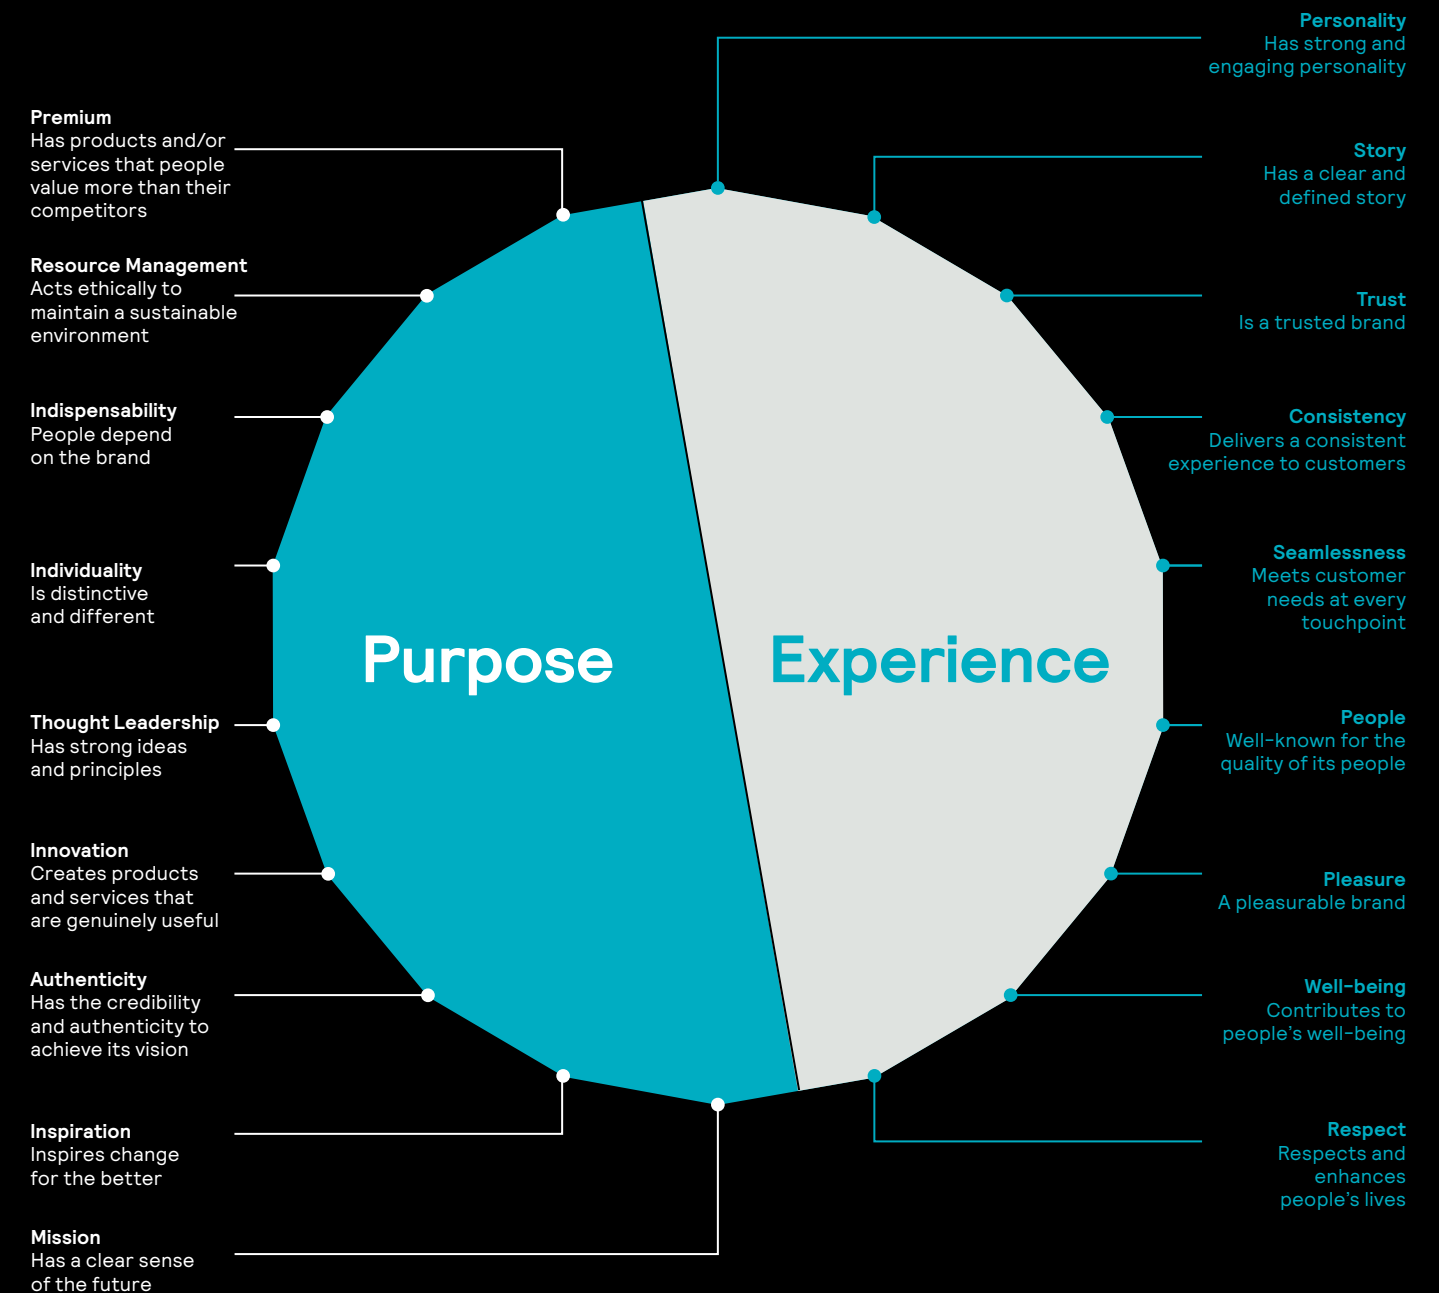 Premium
Has products and/or
services that people
value more than their
competitors
Resource Management
Acts ethically to
maintain a sustainable
environment
Indispensability
People depend
on the brand
Individuality
Is distinctive
and different
Thought Leadership
Has strong ideas
and principles
Innovation
Creates products
and services that
are genuinely useful
Authenticity
Has the credibility
and authenticity to
achieve its vision
Inspiration
Inspires change
for the better
Mission
Has a clear sense
of the future
Purpose
Experience
Personality
Has strong and
engaging personality
Story
Has a clear and
defined story
Trust
Is a trusted brand
Consistency
Delivers a consistent
experience to customers
Seamlessness
Meets customer
needs at every
touchpoint
People
Well-known for the
quality of its people
Pleasure
A pleasurable brand
Well-being
Contributes to
people’s well-being
Respect
Respects and
enhances
people’s lives